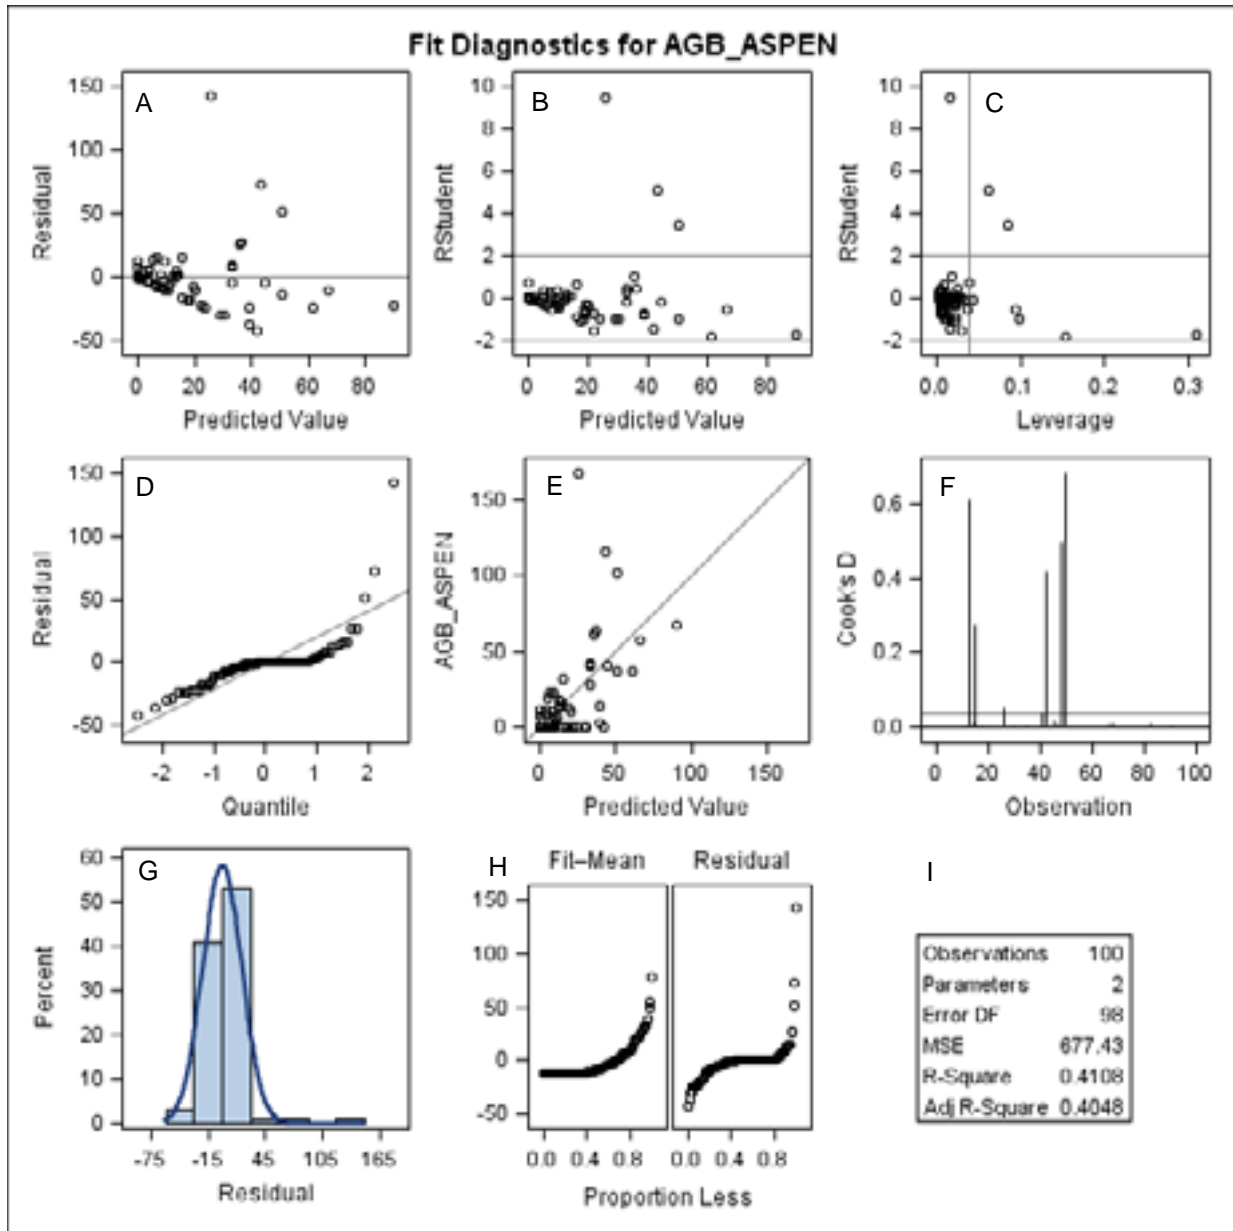 Fit Diagnostics for AGB_ASPEN
A
150
100
50
0
-50
Residual
0 20 40 60 80
Predicted Value
B
10
8
6
4
2
0
-2
RStudent
0 20 40 60 80
Predicted Value
C
10
8
6
4
2
0
-2
RStudent
0.0 0.1 0.2 0.3
Leverage
D
150
100
50
0
-50
Residual
-2 -1 0 1 2
Quantile
E
150
100
50
0
AGB_ASPEN
0 50 100 150
Predicted Value
F
0.6
0.4
0.2
0.0
Cook's D
0 20 40 60 80 100
Observation
G
60
50
40
30
20
10
0
Percent
-75 -15 45 105 165
Residual
H
Fit–Mean Residual
150
100
50
0
-50
0.0 0.4 0.8 0.0 0.4 0.8
Proportion Less
I
Observations 100
Parameters 2
Error DF 98
MSE 677.43
R-Square 0.4108
Adj R-Square 0.4048